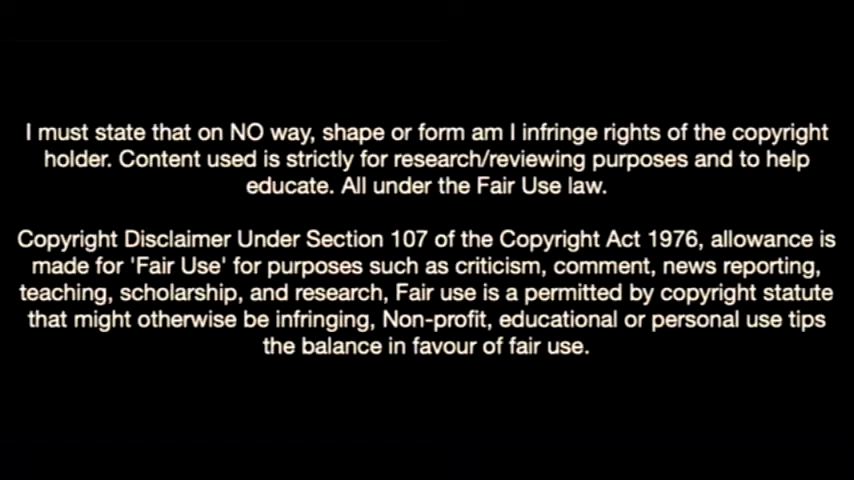 I must state that on NO way, shape or form am I infringe rights of the copyright
holder. Content used is strictly for research/reviewing purposes and to help
educate. All under the Fair Use law.
Copyright Disclaimer Under Section 107 of the Copyright Act 1976, allowance is
made for 'Fair Use' for purposes such as criticism, comment, news reporting,
teaching, scholarship, and research, Fair use is a permitted by copyright statute
that might otherwise be infringing, Non-profit, educational or personal use tips
the balance in favour of fair use.